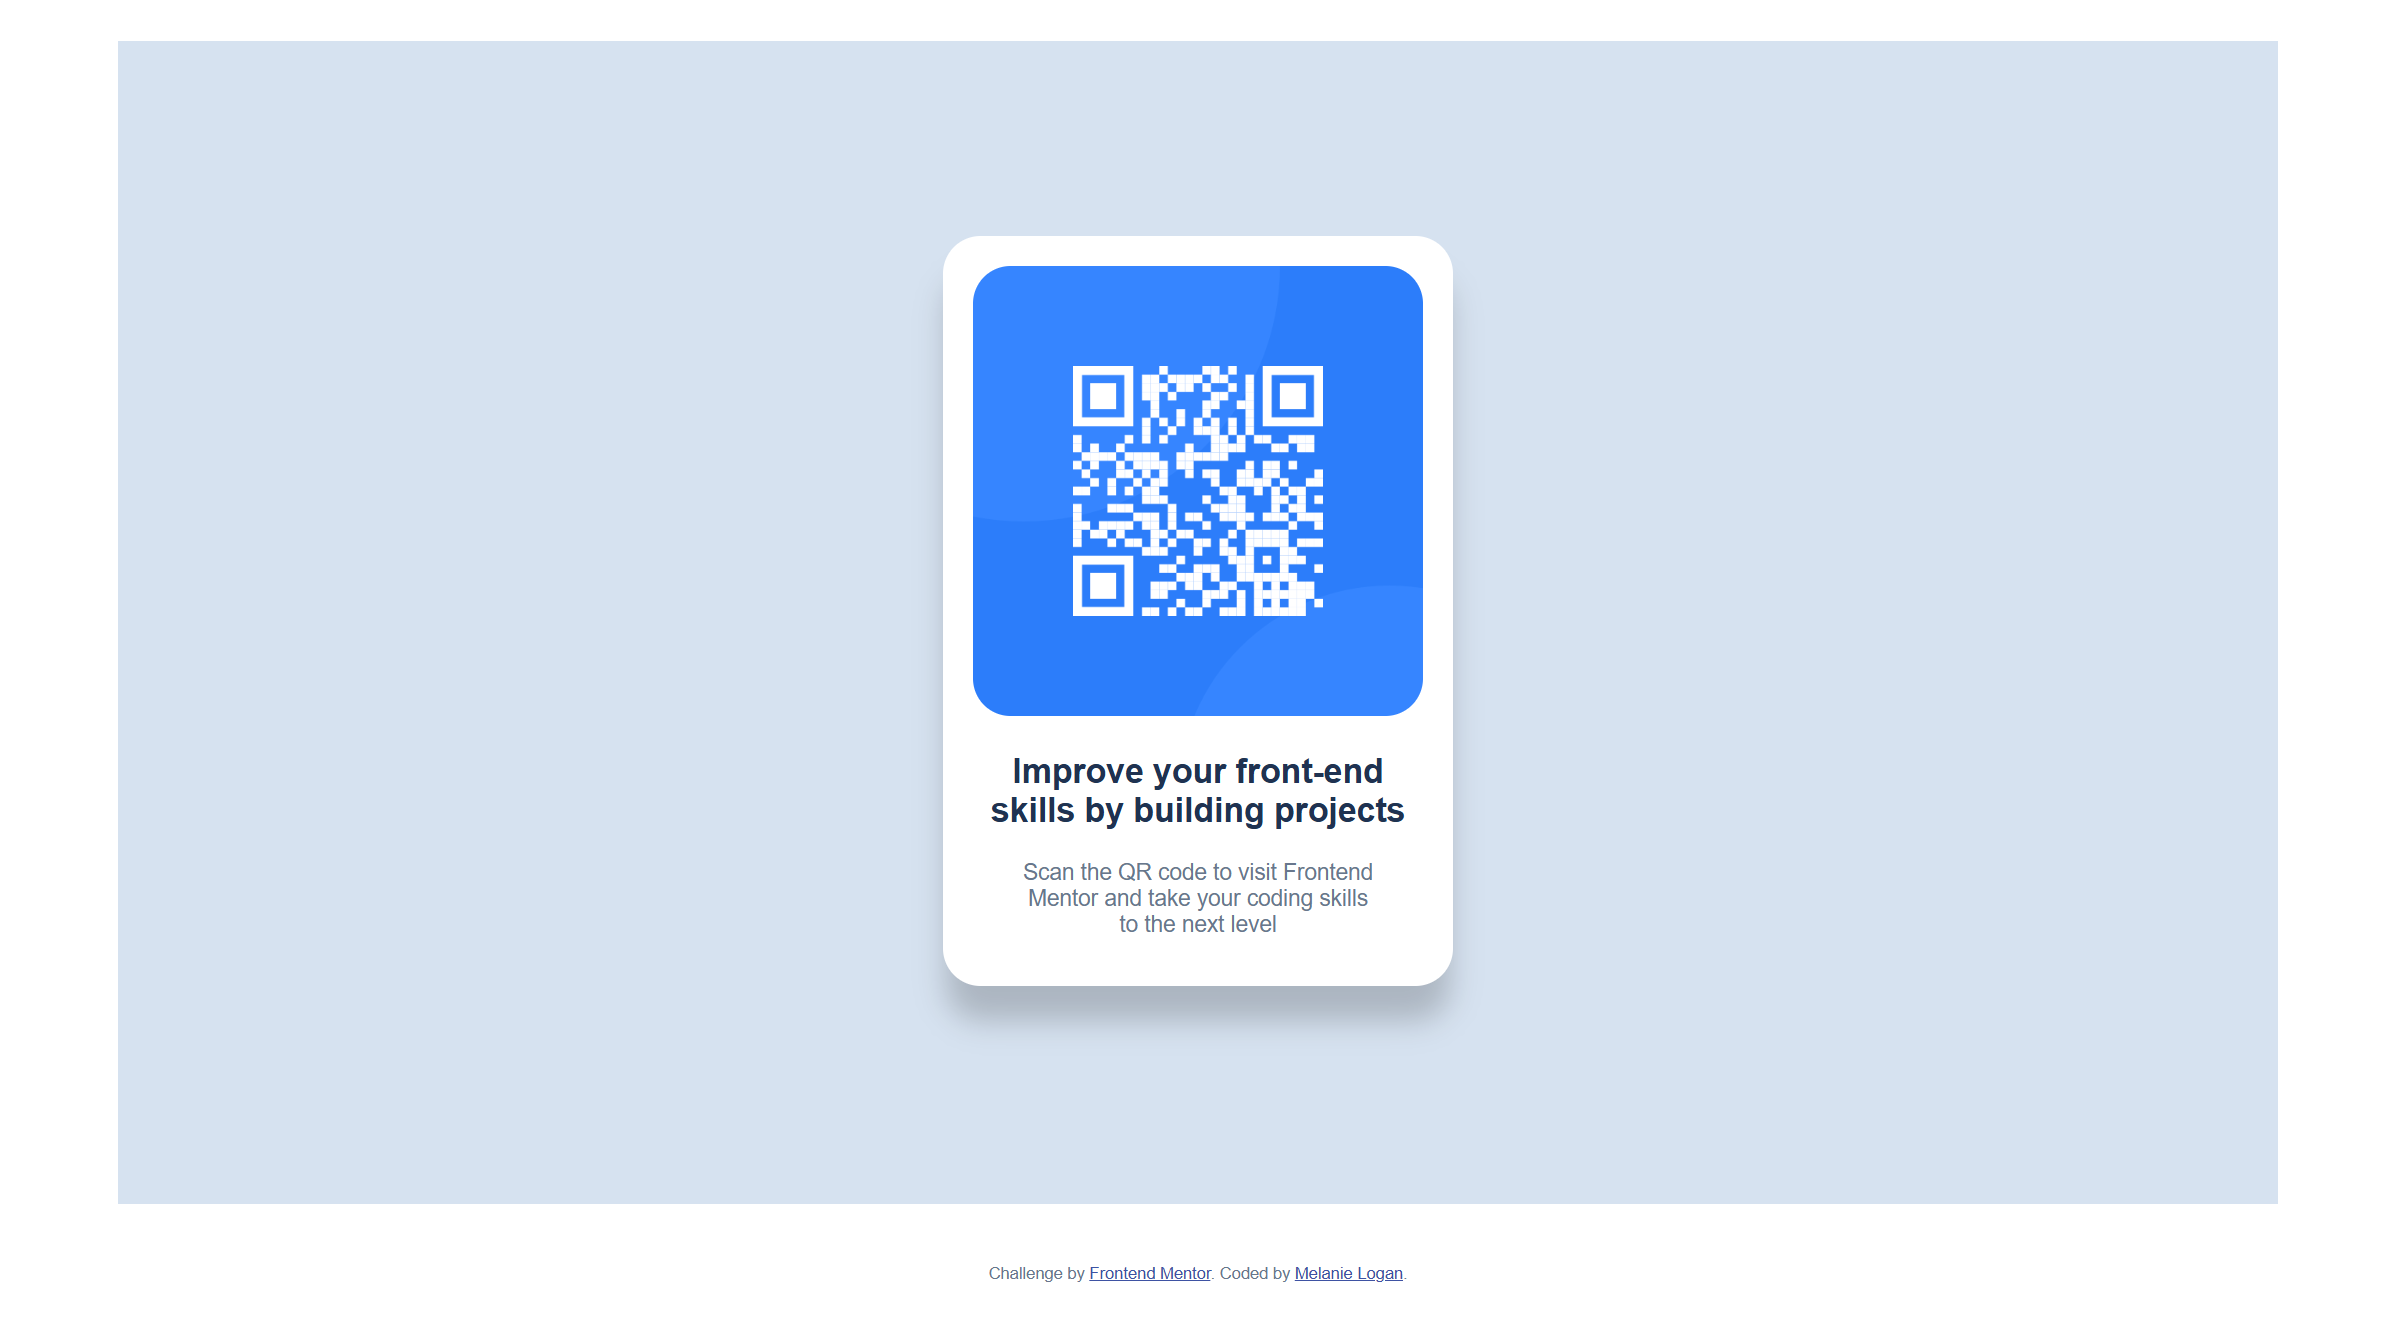 Improve your front-end
skills by building projects
Scan the QR code to visit Frontend
Mentor and take your coding skills
to the next level
Challenge by Frontend Mentor. Coded by Melanie Logan.